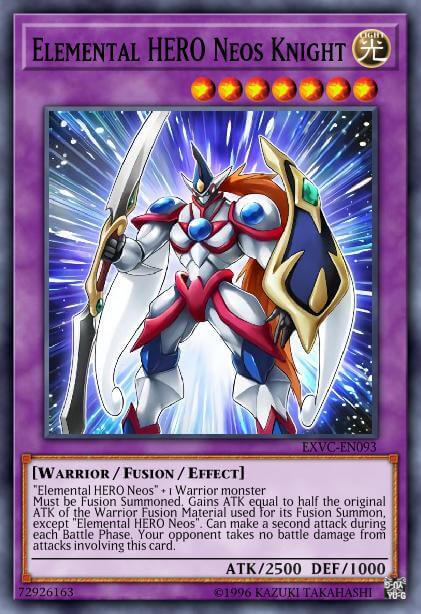 Elemental HERO Neos Knight
LIGHT
光
EXVC-EN093
[Warrior / Fusion / Effect]
"Elemental HERO Neos" + 1 Warrior monster
Must be Fusion Summoned. Gains ATK equal to half the original
ATK of the Warrior Fusion Material used for its Fusion Summon,
except "Elemental HERO Neos". Can make a second attack during
each Battle Phase. Your opponent takes no battle damage from
attacks involving this card.
ATK/2500 DEF/1000
72926163
©1996 KAZUKI TAKAHASHI